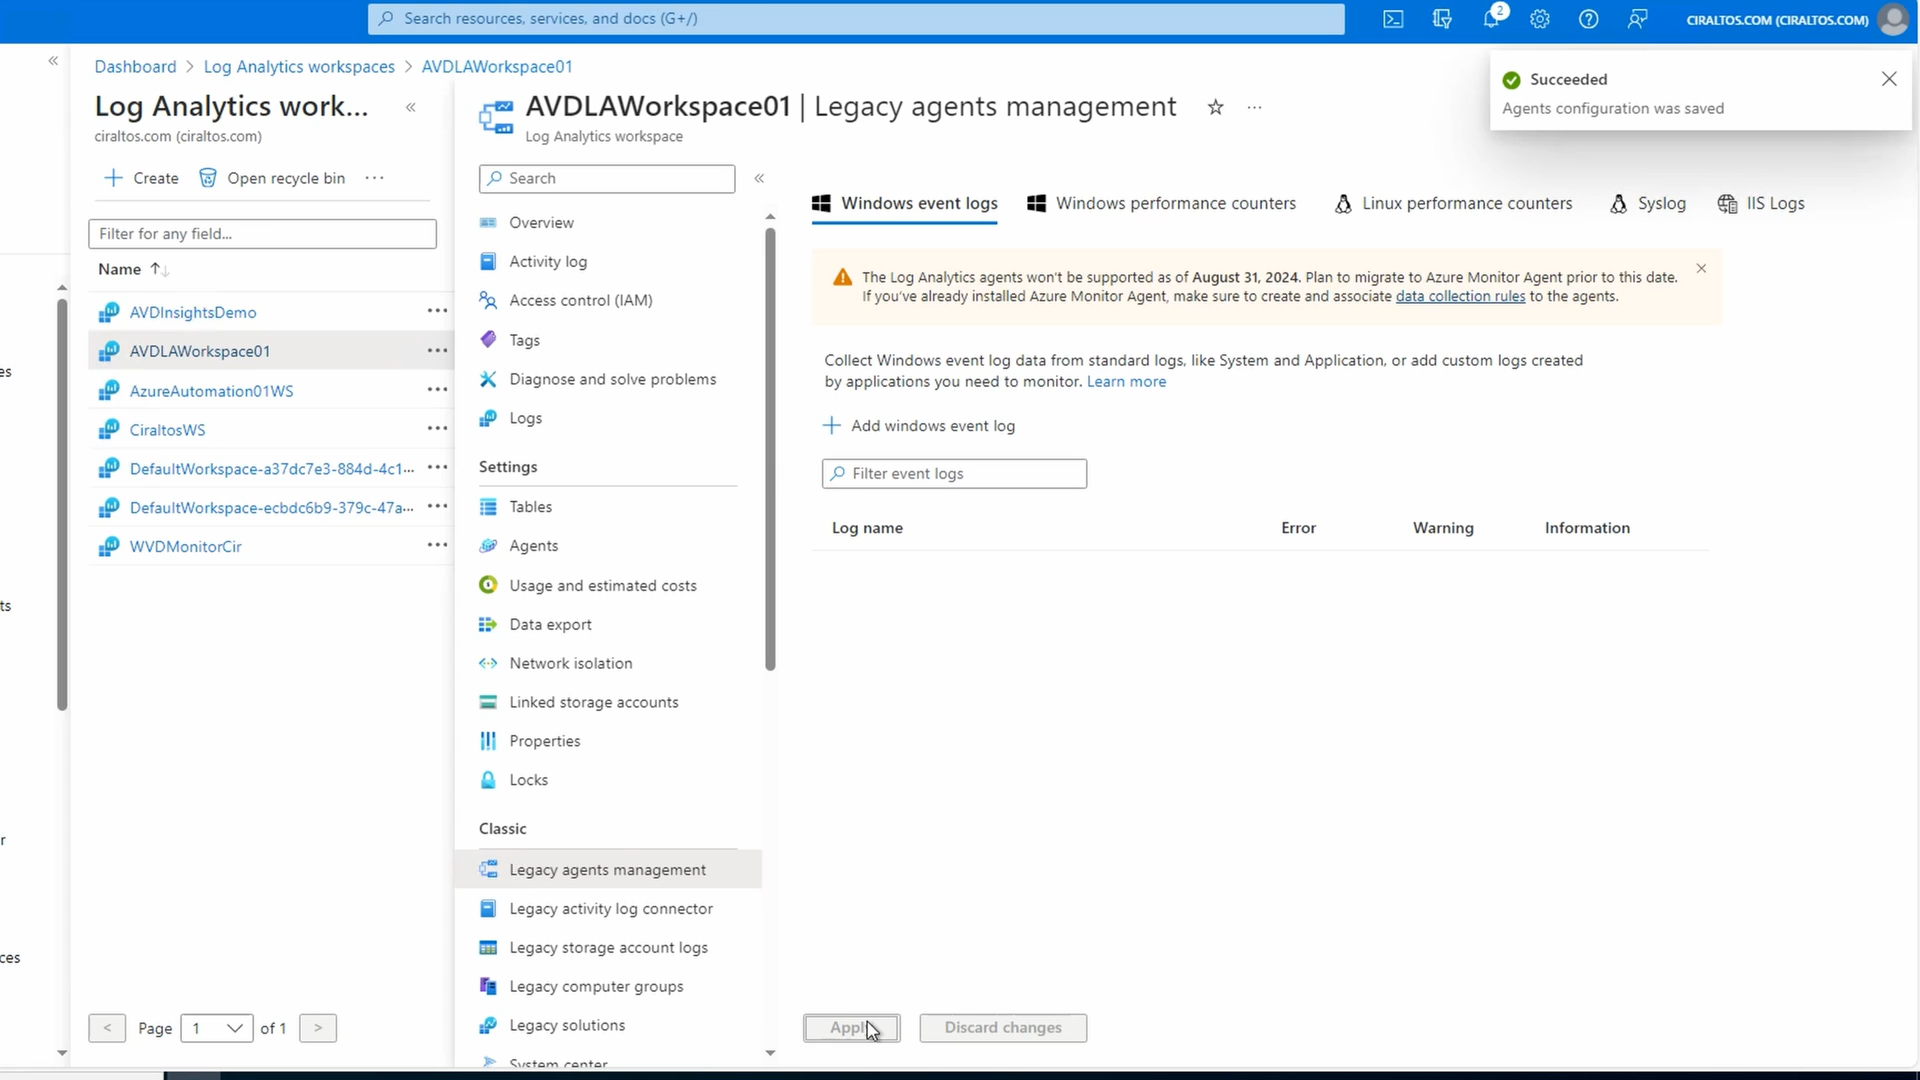 Search resources, services, and docs (G+/)
2
CIRALTOS.COM (CIRALTOS.COM)
Dashboard > Log Analytics workspaces > AVDLAWorkspace01
Succeeded
Agents configuration was saved
Log Analytics work...
ciraltos.com (ciraltos.com)
Create
Open recycle bin
Filter for any field...
Name
AVDInsightsDemo
AVDLAWorkspace01
AzureAutomation01WS
CiraltosWS
DefaultWorkspace-a37dc7e3-884d-4c1...
DefaultWorkspace-ecbdc6b9-379c-47a...
WVDMonitorCir
< Page 1 of 1 >
es
ts
r
ces
AVDLAWorkspace01 | Legacy agents management
Log Analytics workspace
Search
Overview
Activity log
Access control (IAM)
Tags
Diagnose and solve problems
Logs
Settings
Tables
Agents
Usage and estimated costs
Data export
Network isolation
Linked storage accounts
Properties
Locks
Classic
Legacy agents management
Legacy activity log connector
Legacy storage account logs
Legacy computer groups
Legacy solutions
System center
Windows event logs
Windows performance counters
Linux performance counters
Syslog
IIS Logs
The Log Analytics agents won't be supported as of August 31, 2024. Plan to migrate to Azure Monitor Agent prior to this date.
If you've already installed Azure Monitor Agent, make sure to create and associate data collection rules to the agents.
Collect Windows event log data from standard logs, like System and Application, or add custom logs created
by applications you need to monitor. Learn more
Add windows event log
Filter event logs
Log name Error Warning Information
Apply
Discard changes